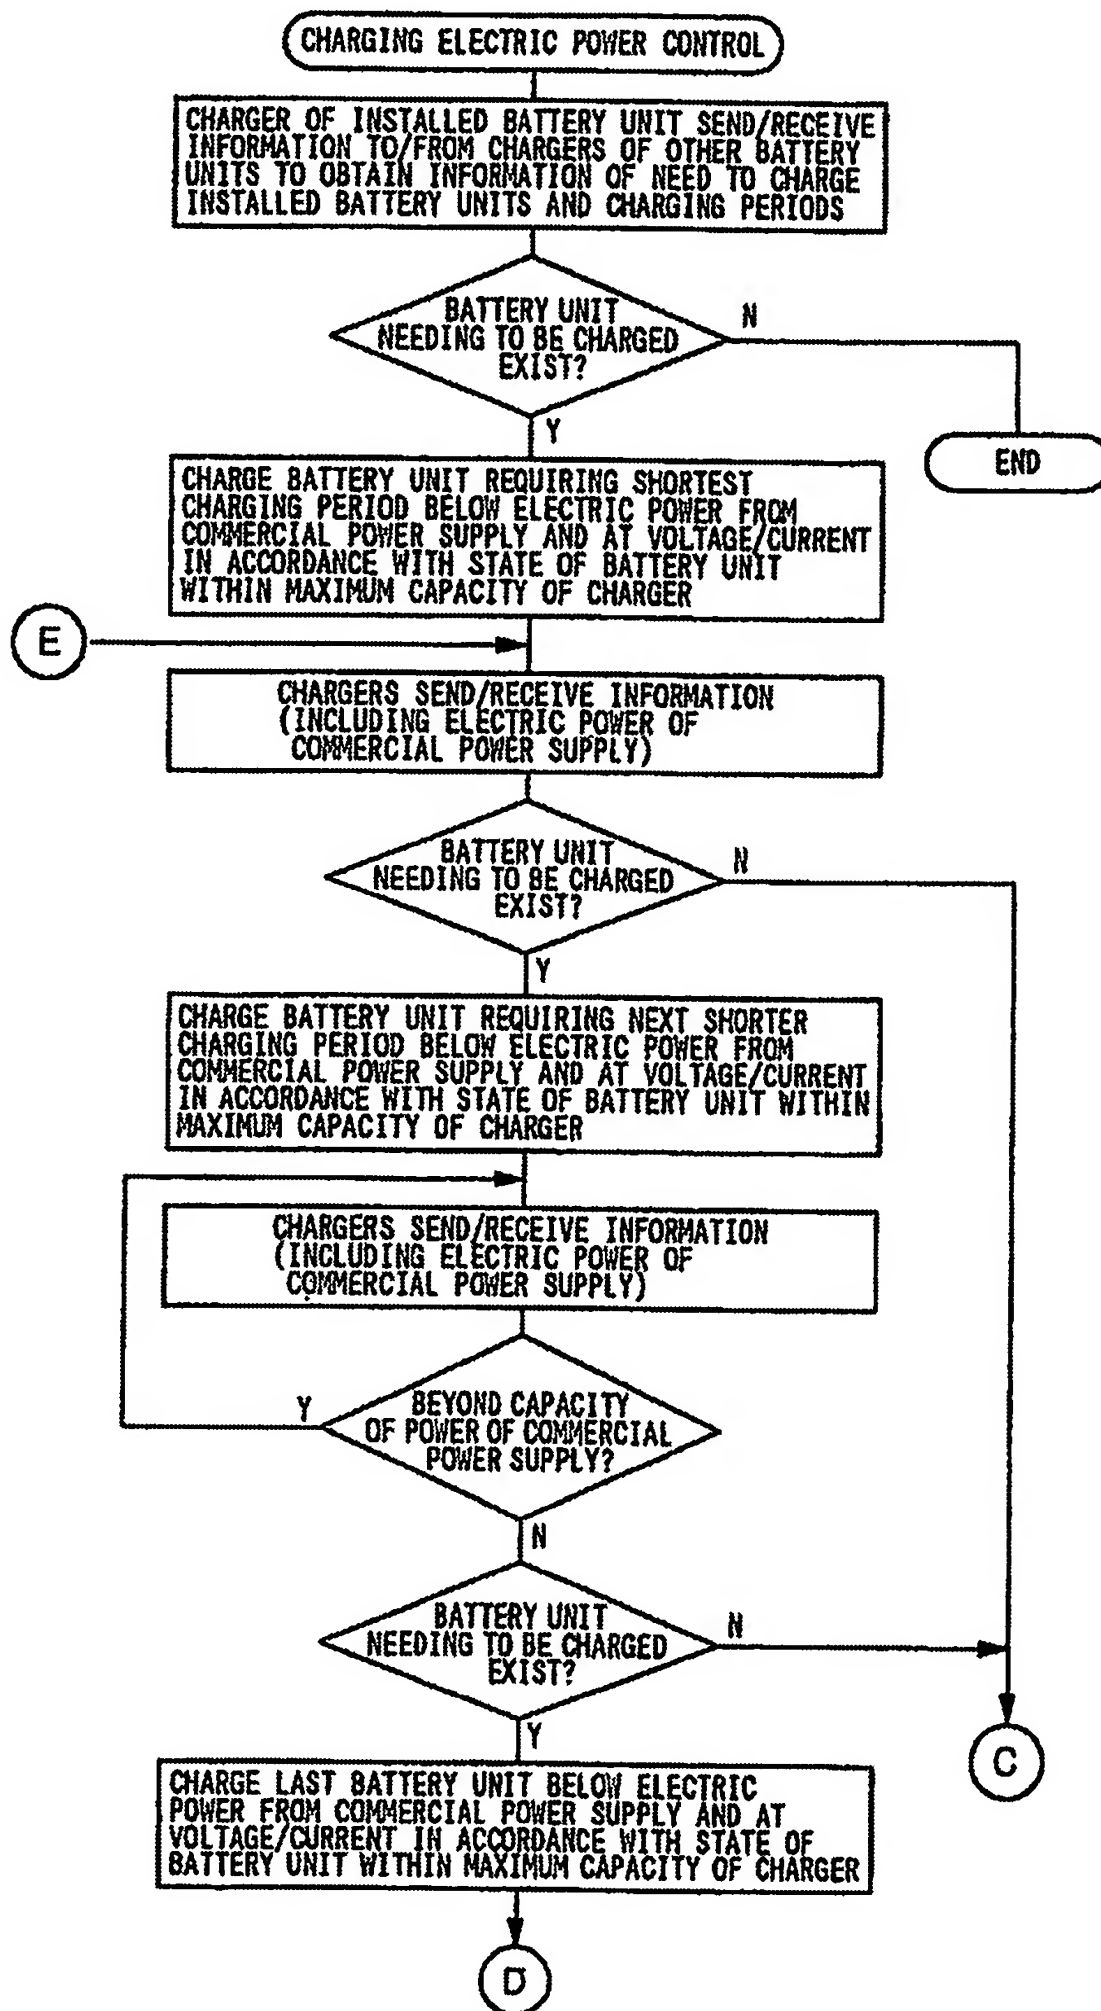 CHARGING ELECTRIC POWER CONTROL
CHARGER OF INSTALLED BATTERY UNIT SEND/RECEIVE
INFORMATION TO/FROM CHARGERS OF OTHER BATTERY
UNITS TO OBTAIN INFORMATION OF NEED TO CHARGE
INSTALLED BATTERY UNITS AND CHARGING PERIODS
BATTERY UNIT
NEEDING TO BE CHARGED
EXIST?
N
Y
END
CHARGE BATTERY UNIT REQUIRING SHORTEST
CHARGING PERIOD BELOW ELECTRIC POWER FROM
COMMERCIAL POWER SUPPLY AND AT VOLTAGE/CURRENT
IN ACCORDANCE WITH STATE OF BATTERY UNIT
WITHIN MAXIMUM CAPACITY OF CHARGER
E
CHARGERS SEND/RECEIVE INFORMATION
(INCLUDING ELECTRIC POWER OF
COMMERCIAL POWER SUPPLY)
BATTERY UNIT
NEEDING TO BE CHARGED
EXIST?
N
Y
CHARGE BATTERY UNIT REQUIRING NEXT SHORTER
CHARGING PERIOD BELOW ELECTRIC POWER FROM
COMMERCIAL POWER SUPPLY AND AT VOLTAGE/CURRENT
IN ACCORDANCE WITH STATE OF BATTERY UNIT WITHIN
MAXIMUM CAPACITY OF CHARGER
CHARGERS SEND/RECEIVE INFORMATION
(INCLUDING ELECTRIC POWER OF
COMMERCIAL POWER SUPPLY)
Y
BEYOND CAPACITY
OF POWER OF COMMERCIAL
POWER SUPPLY?
N
BATTERY UNIT
NEEDING TO BE CHARGED
EXIST?
N
Y
C
CHARGE LAST BATTERY UNIT BELOW ELECTRIC
POWER FROM COMMERCIAL POWER SUPPLY AND AT
VOLTAGE/CURRENT IN ACCORDANCE WITH STATE OF
BATTERY UNIT WITHIN MAXIMUM CAPACITY OF CHARGER
D